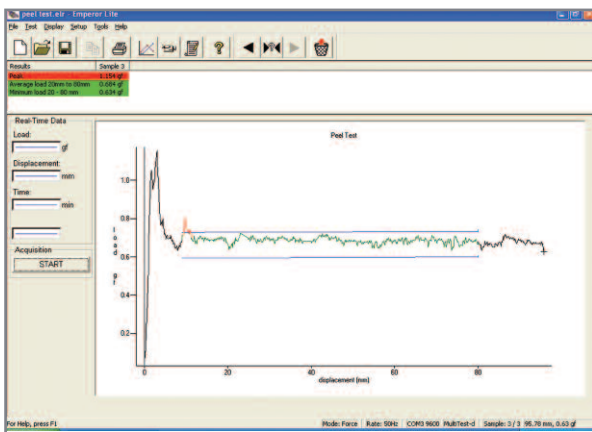 peel test.elr - Emperor Lite
File Test Display Setup Tools Help
Results Sample 3
Peak 1.154 gf
Average load 20mm to 80mm 0.684 gf
Minimum load 20 - 80 mm 0.634 gf
Real-Time Data
Load:
gf
Displacement:
mm
Time:
min
Acquisition
START
Peel Test
load gf
1.0
0.8
0.6
0.4
0.2
0 20 40 60 80
displacement (mm)
For Help, press F1 Mode: Force Rate: 50Hz COM3 9600 MultiTest-d Sample: 3 / 3 95.78 mm, 0.63 gf